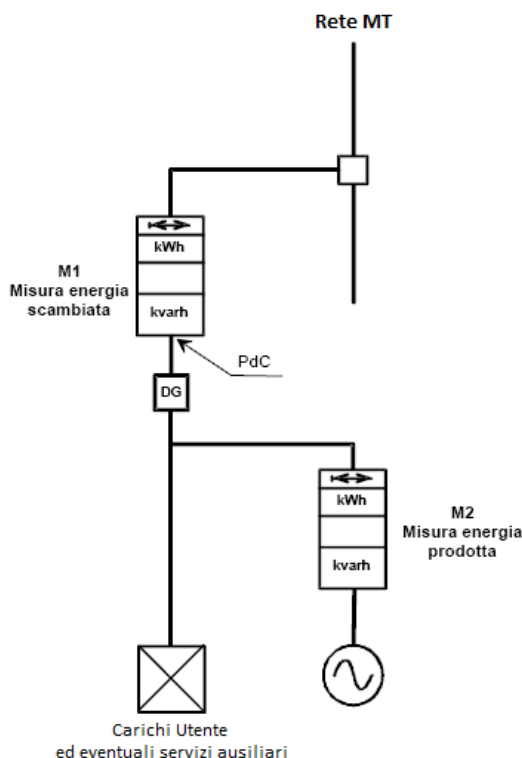 Rete MT
kWh
M1
Misura energia
scambiata
kvarh
PdC
DG
kWh
M2
Misura energia
prodotta
kvarh
Carichi Utente
ed eventuali servizi ausiliari